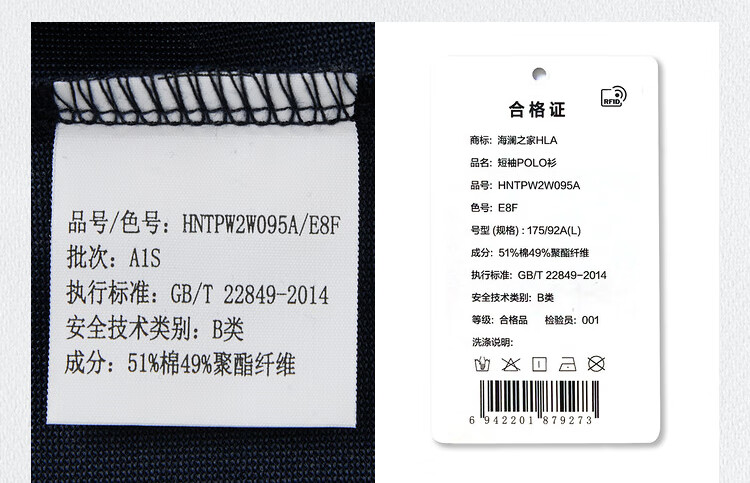 品号/色号：HNTPW2W095A/E8F
批次：A1S
执行标准：GB/T 22849-2014
安全技术类别：B类
成分：51%棉49%聚酯纤维
RFID
合格证
商标：海澜之家HLA
品名：短袖POLO衫
品号：HNTPW2W095A
色号：E8F
号型 (规格) : 175/92A(L)
成分：51%棉49%聚酯纤维
执行标准：GB/T 22849-2014
安全技术类别：B类
等级：合格品 检验员：001
洗涤说明:
6 942201 879273